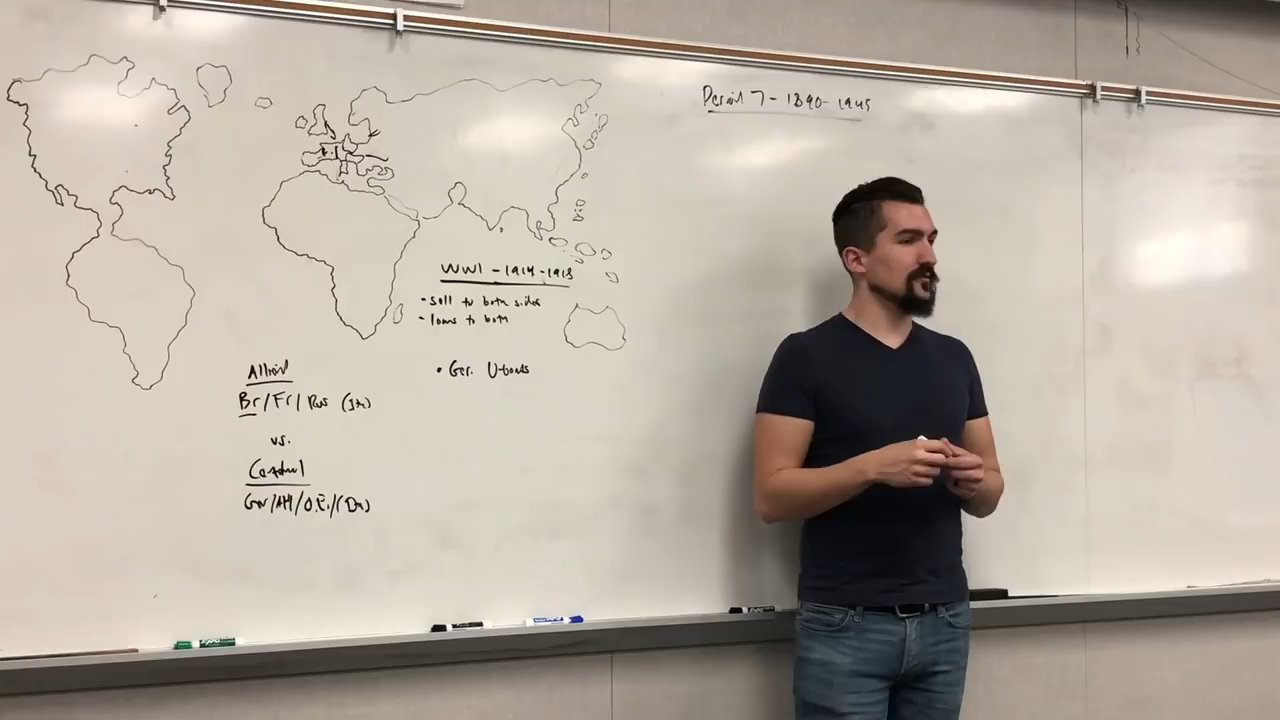 Period 7 - 1890-1945
WWI - 1914-1918
• sell to both sides
• loans to both
• Ger. U-boats
Allied
Br/Fr/Rus (Ita)
vs.
Central
Ger/AH/O.E./